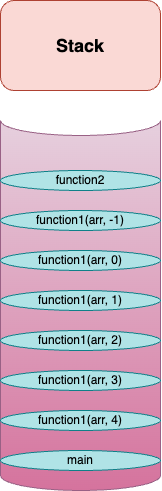 Stack
function2
function1(arr, -1)
function1(arr, 0)
function1(arr, 1)
function1(arr, 2)
function1(arr, 3)
function1(arr, 4)
main